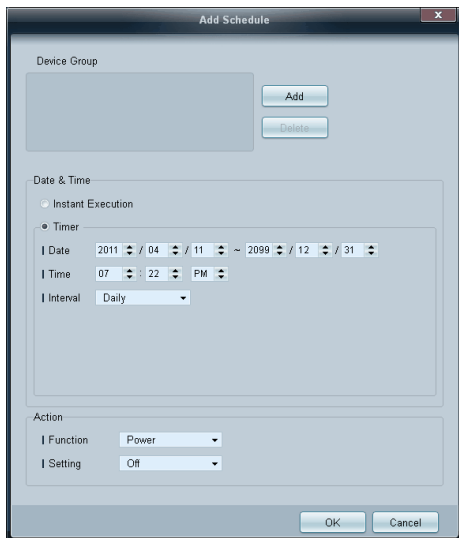 Add Schedule x
Device Group
Add
Delete
Date & Time
Instant Execution
Timer
Date 2011 / 04 / 11 ~ 2099 / 12 / 31
Time 07 : 22 PM
Interval Daily
Action
Function Power
Setting Off
OK Cancel